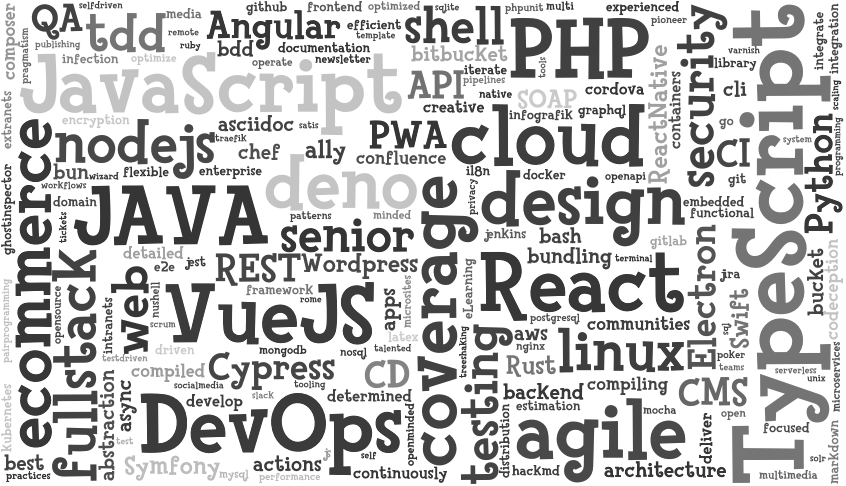 composer
QA
selfdriven
tdd
media
github
frontend
optimized
sqlite
phpunit
multi
experienced
pioneer
publishing
remote
ruby
Angular
efficient
template
shell
PHP
security
integrate
integration
pragmatism
infection
optimize
bdd
documentation
operate
newsletter
bitbucket
iterate
pipelines
tools
ReactNative
containers
varnish
library
JavaScript
API
native
SOAP
cordova
cli
TypeScript
scaling
extranets
encryption
creative
infografik
graphql
go
programming
nodejs
asciidoc
satis
traefik
PWA
cloud
CI
system
Python
chef
ally
confluence
bun
wizard
flexible
enterprise
il8n
docker
openapi
git
ghostinspector
workflows
deno
privacy
design
embedded
functional
ecommerce
domain
JAVA
patterns
minded
coverage
tickets
senior
jenkins
bash
gitlab
detailed
e2e
jest
REST
Wordpress
bundling
terminal
Electron
jira
bucket
codeception
pairprogramming
opensource
fullstack
intranets
web
nushell
scrum
VueJS
framework
rome
apps
microsites
eLearning
React
Swift
sql
postgresql
communities
latex
driven
mongodb
nosql
talented
treeshaking
testing
aws
nginx
linux
testdriven
poker
teams
serverless
unix
microservices
compiled
socialmedia
Cypress
tooling
CD
Rust
compiling
CMS
Kubernetes
abstraction
async
develop
slack
determined
backend
estimation
mocha
open
test
DevOps
openminded
distribution
agile
deliver
focused
best
practices
Symfony
mysql
actions
performance
self
continuously
hackmd
architecture
multimedia
solr
markdown